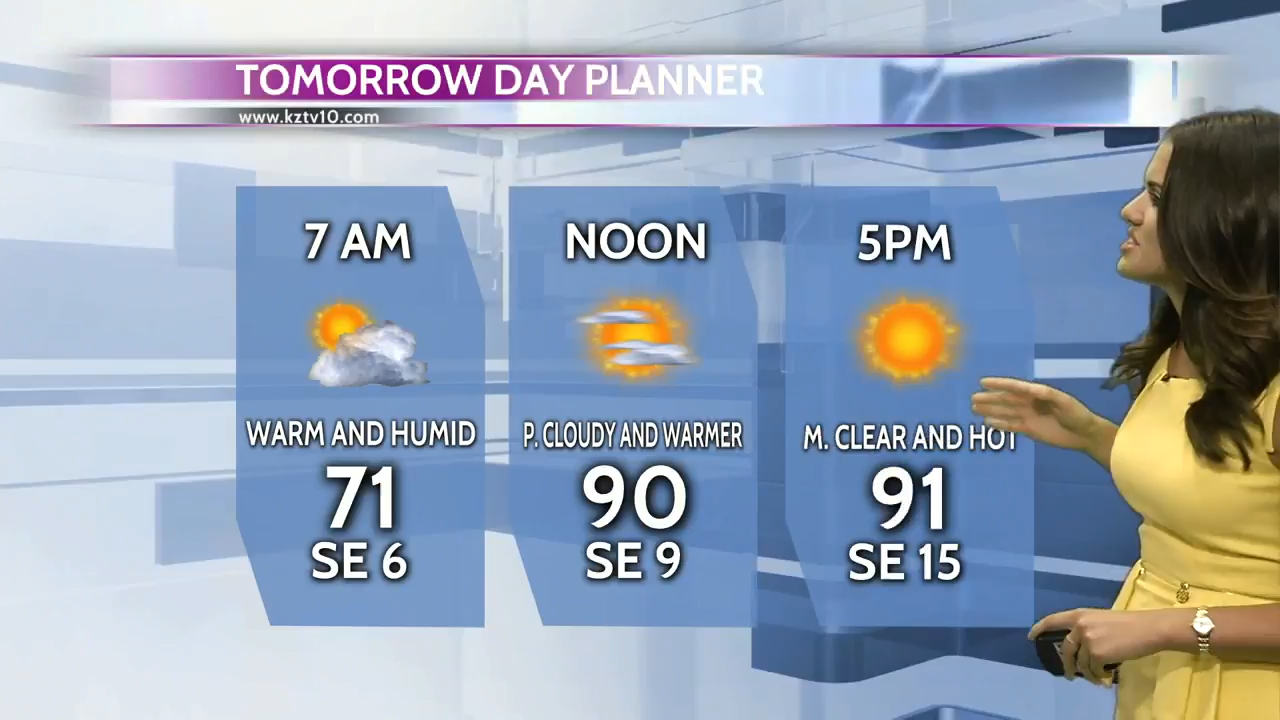 TOMORROW DAY PLANNER
www.kztv10.com
7 AM
WARM AND HUMID
71
SE 6
NOON
P. CLOUDY AND WARMER
90
SE 9
5PM
M. CLEAR AND HOT
91
SE 15